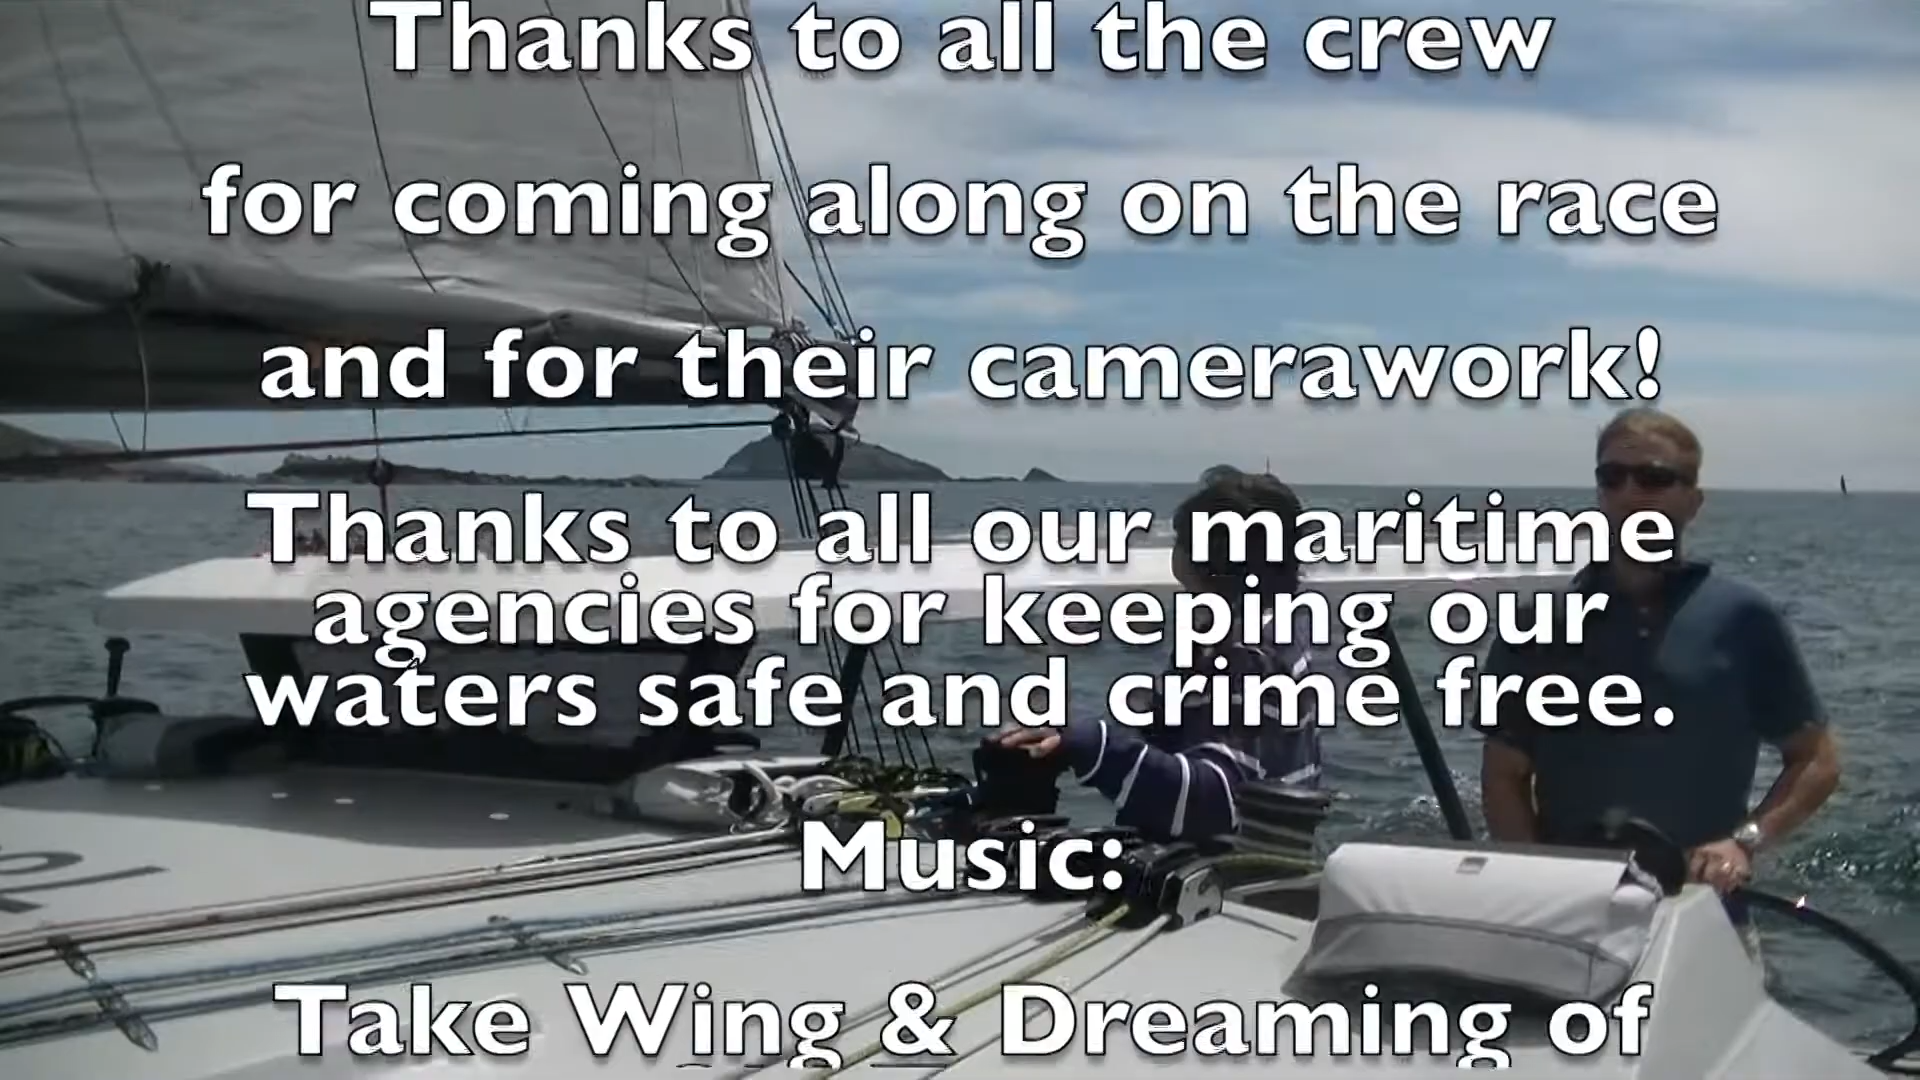 Thanks to all the crew
for coming along on the race
and for their camerawork!
Thanks to all our maritime
agencies for keeping our
waters safe and crime free.
Music:
Take Wing & Dreaming of